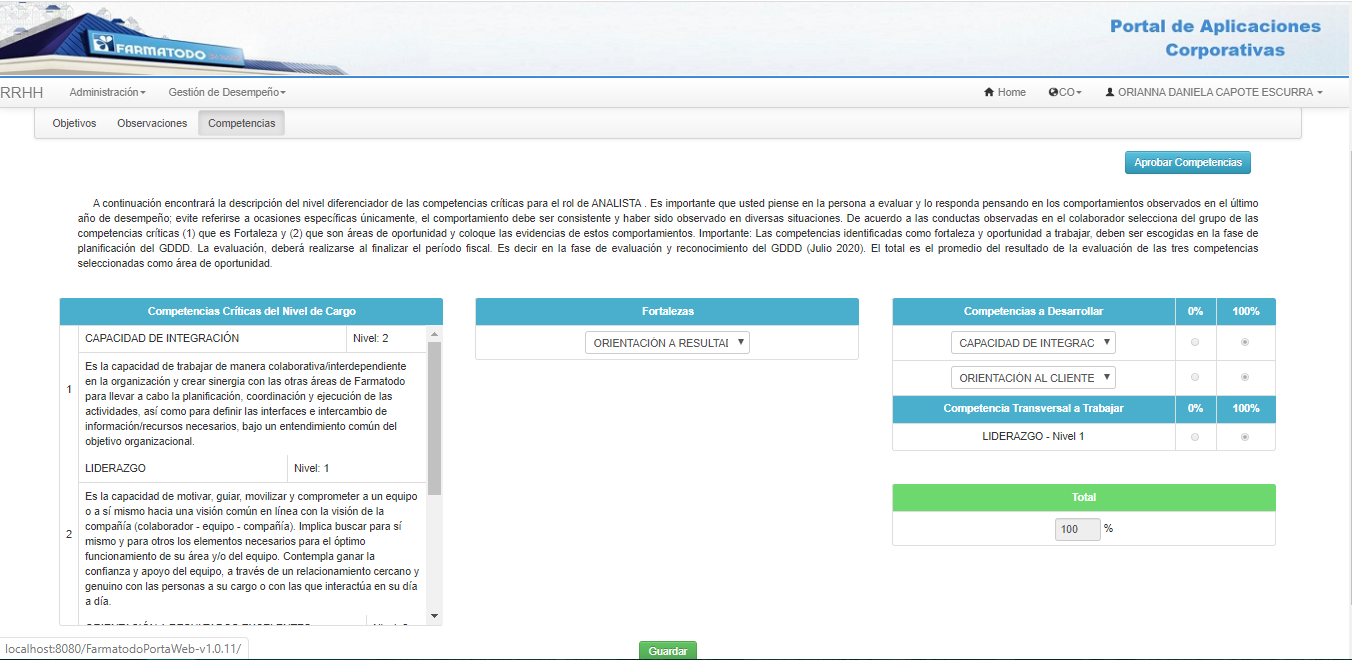 FARMATODO
Portal de Aplicaciones
Corporativas
RRHH
Administración
Gestión de Desempeño
Home
CO
ORIANNA DANIELA CAPOTE ESCURRA
Objetivos
Observaciones
Competencias
Aprobar Competencias
A continuación encontrará la descripción del nivel diferenciador de las competencias críticas para el rol de ANALISTA . Es importante que usted piense en la persona a evaluar y lo responda pensando en los comportamientos observados en el último
año de desempeño; evite referirse a ocasiones específicas únicamente, el comportamiento debe ser consistente y haber sido observado en diversas situaciones. De acuerdo a las conductas observadas en el colaborador selecciona del grupo de las
competencias críticas (1) que es Fortaleza y (2) que son áreas de oportunidad y coloque las evidencias de estos comportamientos. Importante: Las competencias identificadas como fortaleza y oportunidad a trabajar, deben ser escogidas en la fase de
planificación del GDDD. La evaluación, deberá realizarse al finalizar el período fiscal. Es decir en la fase de evaluación y reconocimiento del GDDD (Julio 2020). El total es el promedio del resultado de la evaluación de las tres competencias
seleccionadas como área de oportunidad.
Competencias Críticas del Nivel de Cargo
CAPACIDAD DE INTEGRACIÓN
Nivel: 2
1
Es la capacidad de trabajar de manera colaborativa/interdependiente
en la organización y crear sinergia con las otras áreas de Farmatodo
para llevar a cabo la planificación, coordinación y ejecución de las
actividades, así como para definir las interfaces e intercambio de
información/recursos necesarios, bajo un entendimiento común del
objetivo organizacional.
LIDERAZGO
Nivel: 1
2
Es la capacidad de motivar, guiar, movilizar y comprometer a un equipo
o a sí mismo hacia una visión común en línea con la visión de la
compañía (colaborador - equipo - compañía). Implica buscar para sí
mismo y para otros los elementos necesarios para el óptimo
funcionamiento de su área y/o del equipo. Contempla ganar la
confianza y apoyo del equipo, a través de un relacionamiento cercano y
genuino con las personas a su cargo o con las que interactúa en su día
a día.
Fortalezas
ORIENTACIÓN A RESULTAI
Competencias a Desarrollar
0%
100%
CAPACIDAD DE INTEGRAC
ORIENTACIÓN AL CLIENTE
Competencia Transversal a Trabajar
0%
100%
LIDERAZGO - Nivel 1
Total
100
%
Guardar
localhost:8080/FarmatodoPortaWeb-v1.0.11/